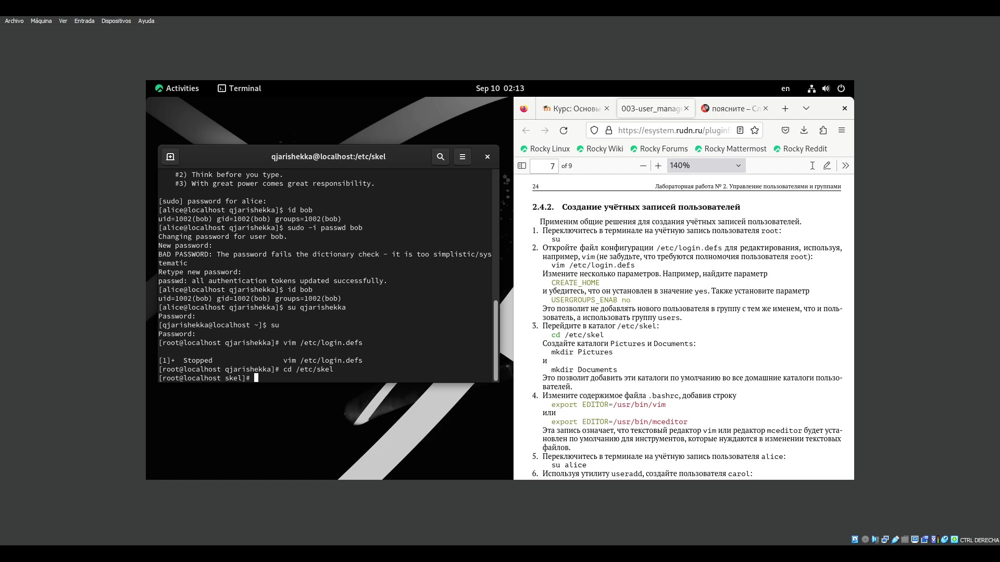 Archivo Máquina Ver Entrada Dispositivos Ayuda
Activities Terminal Sep 10 02:13 en
qjarishekka@localhost:/etc/skel
#2) Think before you type.
#3) With great power comes great responsibility.
[sudo] password for alice:
[alice@localhost qjarishekka]$ id bob
uid=1002(bob) gid=1002(bob) groups=1002(bob)
[alice@localhost qjarishekka]$ sudo -i passwd bob
Changing password for user bob.
New password:
BAD PASSWORD: The password fails the dictionary check - it is too simplistic/sys
tematic
Retype new password:
passwd: all authentication tokens updated successfully.
[alice@localhost qjarishekka]$ id bob
uid=1002(bob) gid=1002(bob) groups=1002(bob)
[alice@localhost qjarishekka]$ su qjarishekka
Password:
[qjarishekka@localhost ~]$ su
Password:
[root@localhost qjarishekka]# vim /etc/login.defs
[1]+ Stopped vim /etc/login.defs
[root@localhost qjarishekka]# cd /etc/skel
[root@localhost skel]#
Курс: Основы 003-user_manage поясните – Сл
https://esystem.rudn.ru/pluginf
Rocky Linux Rocky Wiki Rocky Forums Rocky Mattermost Rocky Reddit
7 of 9 140%
24 Лабораторная работа № 2. Управление пользователями и группами
2.4.2. Создание учётных записей пользователей
Применим общие решения для создания учётных записей пользователей.
1. Переключитесь в терминале на учётную запись пользователя root:
su
2. Откройте файл конфигурации /etc/login.defs для редактирования, используя,
например, vim (не забудьте, что требуются полномочия пользователя root):
vim /etc/login.defs
Измените несколько параметров. Например, найдите параметр
CREATE_HOME
и убедитесь, что он установлен в значение yes. Также установите параметр
USERGROUPS_ENAB no
Это позволит не добавлять нового пользователя в группу с тем же именем, что и поль-
зователь, а использовать группу users.
3. Перейдите в каталог /etc/skel:
cd /etc/skel
Создайте каталоги Pictures и Documents:
mkdir Pictures
и
mkdir Documents
Это позволит добавить эти каталоги по умолчанию во все домашние каталоги пользо-
вателей.
4. Измените содержимое файла .bashrc, добавив строку
export EDITOR=/usr/bin/vim
или
export EDITOR=/usr/bin/mceditor
Эта запись означает, что текстовый редактор vim или редактор mceditor будет уста-
новлен по умолчанию для инструментов, которые нуждаются в изменении текстовых
файлов.
5. Переключитесь в терминале на учётную запись пользователя alice:
su alice
6. Используя утилиту useradd, создайте пользователя carol:
CTRL DERECHA